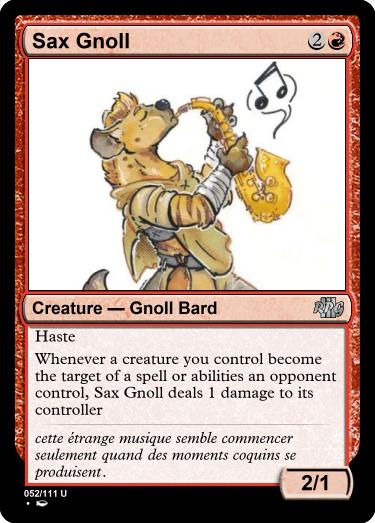 Sax Gnoll 2
Creature — Gnoll Bard RPG
Haste
Whenever a creature you control become
the target of a spell or abilities an opponent
control, Sax Gnoll deals 1 damage to its
controller
cette étrange musique semble commencer
seulement quand des moments coquins se
produisent.
2/1
052/111 U